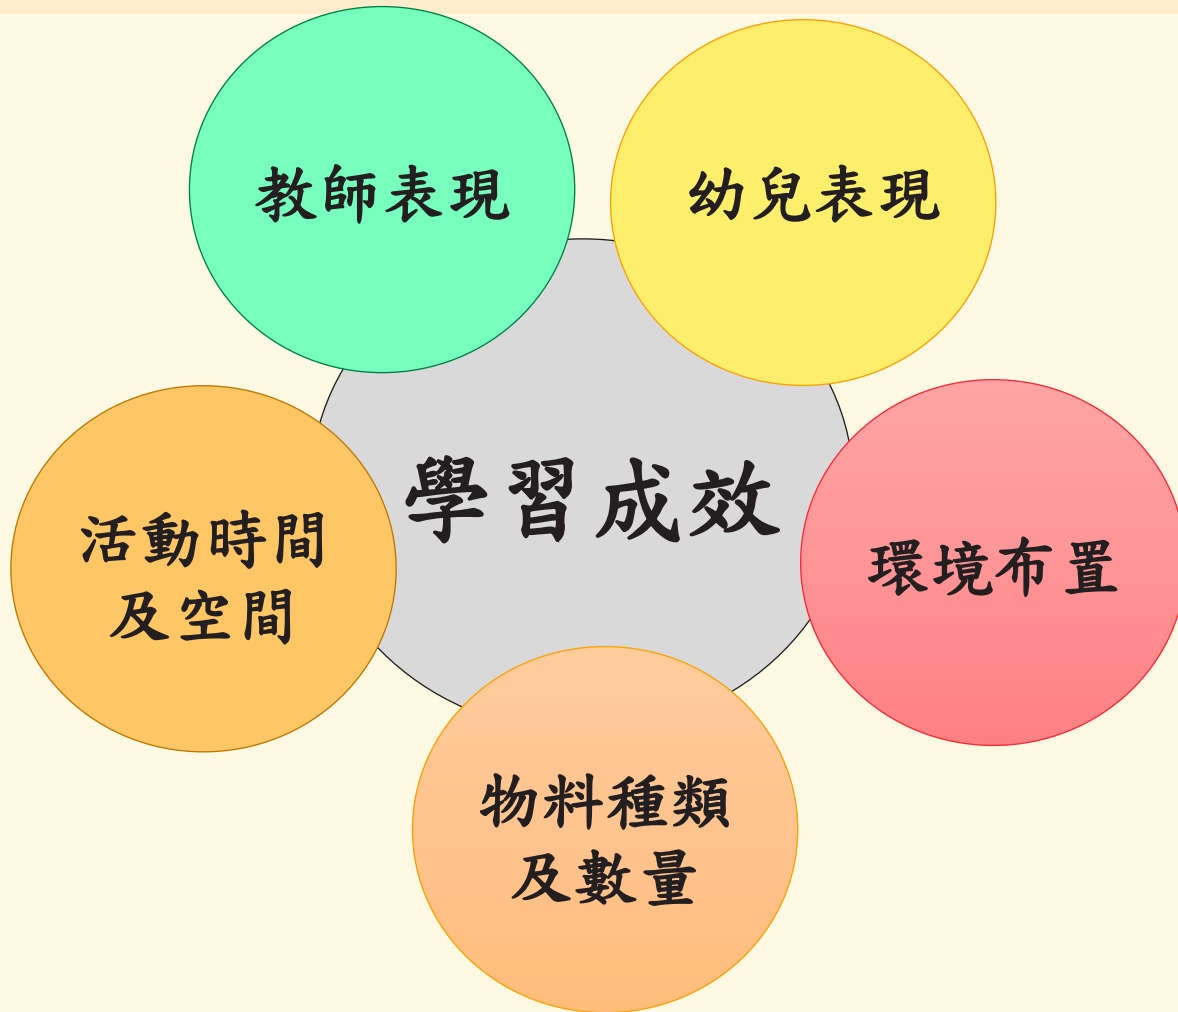 教師表現
幼兒表現
學習成效
活動時間
及空間
環境布置
物料種類
及數量